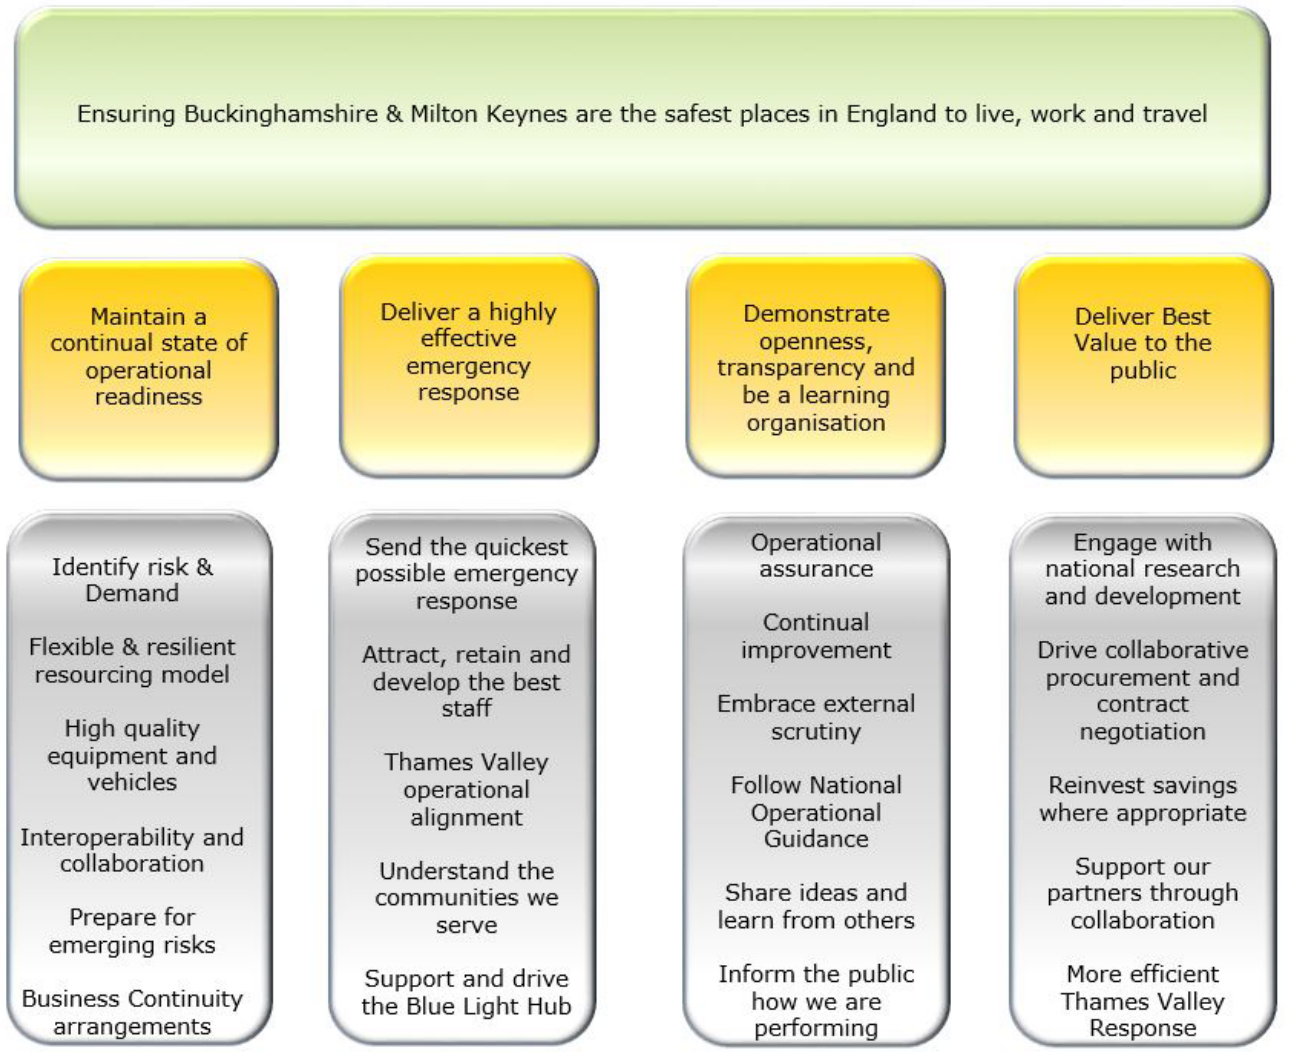 Ensuring Buckinghamshire & Milton Keynes are the safest places in England to live, work and travel
Maintain a
continual state of
operational
readiness
Deliver a highly
effective
emergency
response
Demonstrate
openness,
transparency and
be a learning
organisation
Deliver Best
Value to the
public
Identify risk &
Demand
Flexible & resilient
resourcing model
High quality
equipment and
vehicles
Interoperability and
collaboration
Prepare for
emerging risks
Business Continuity
arrangements
Send the quickest
possible emergency
response
Attract, retain and
develop the best
staff
Thames Valley
operational
alignment
Understand the
communities we
serve
Support and drive
the Blue Light Hub
Operational
assurance
Continual
improvement
Embrace external
scrutiny
Follow National
Operational
Guidance
Share ideas and
learn from others
Inform the public
how we are
performing
Engage with
national research
and development
Drive collaborative
procurement and
contract
negotiation
Reinvest savings
where appropriate
Support our
partners through
collaboration
More efficient
Thames Valley
Response